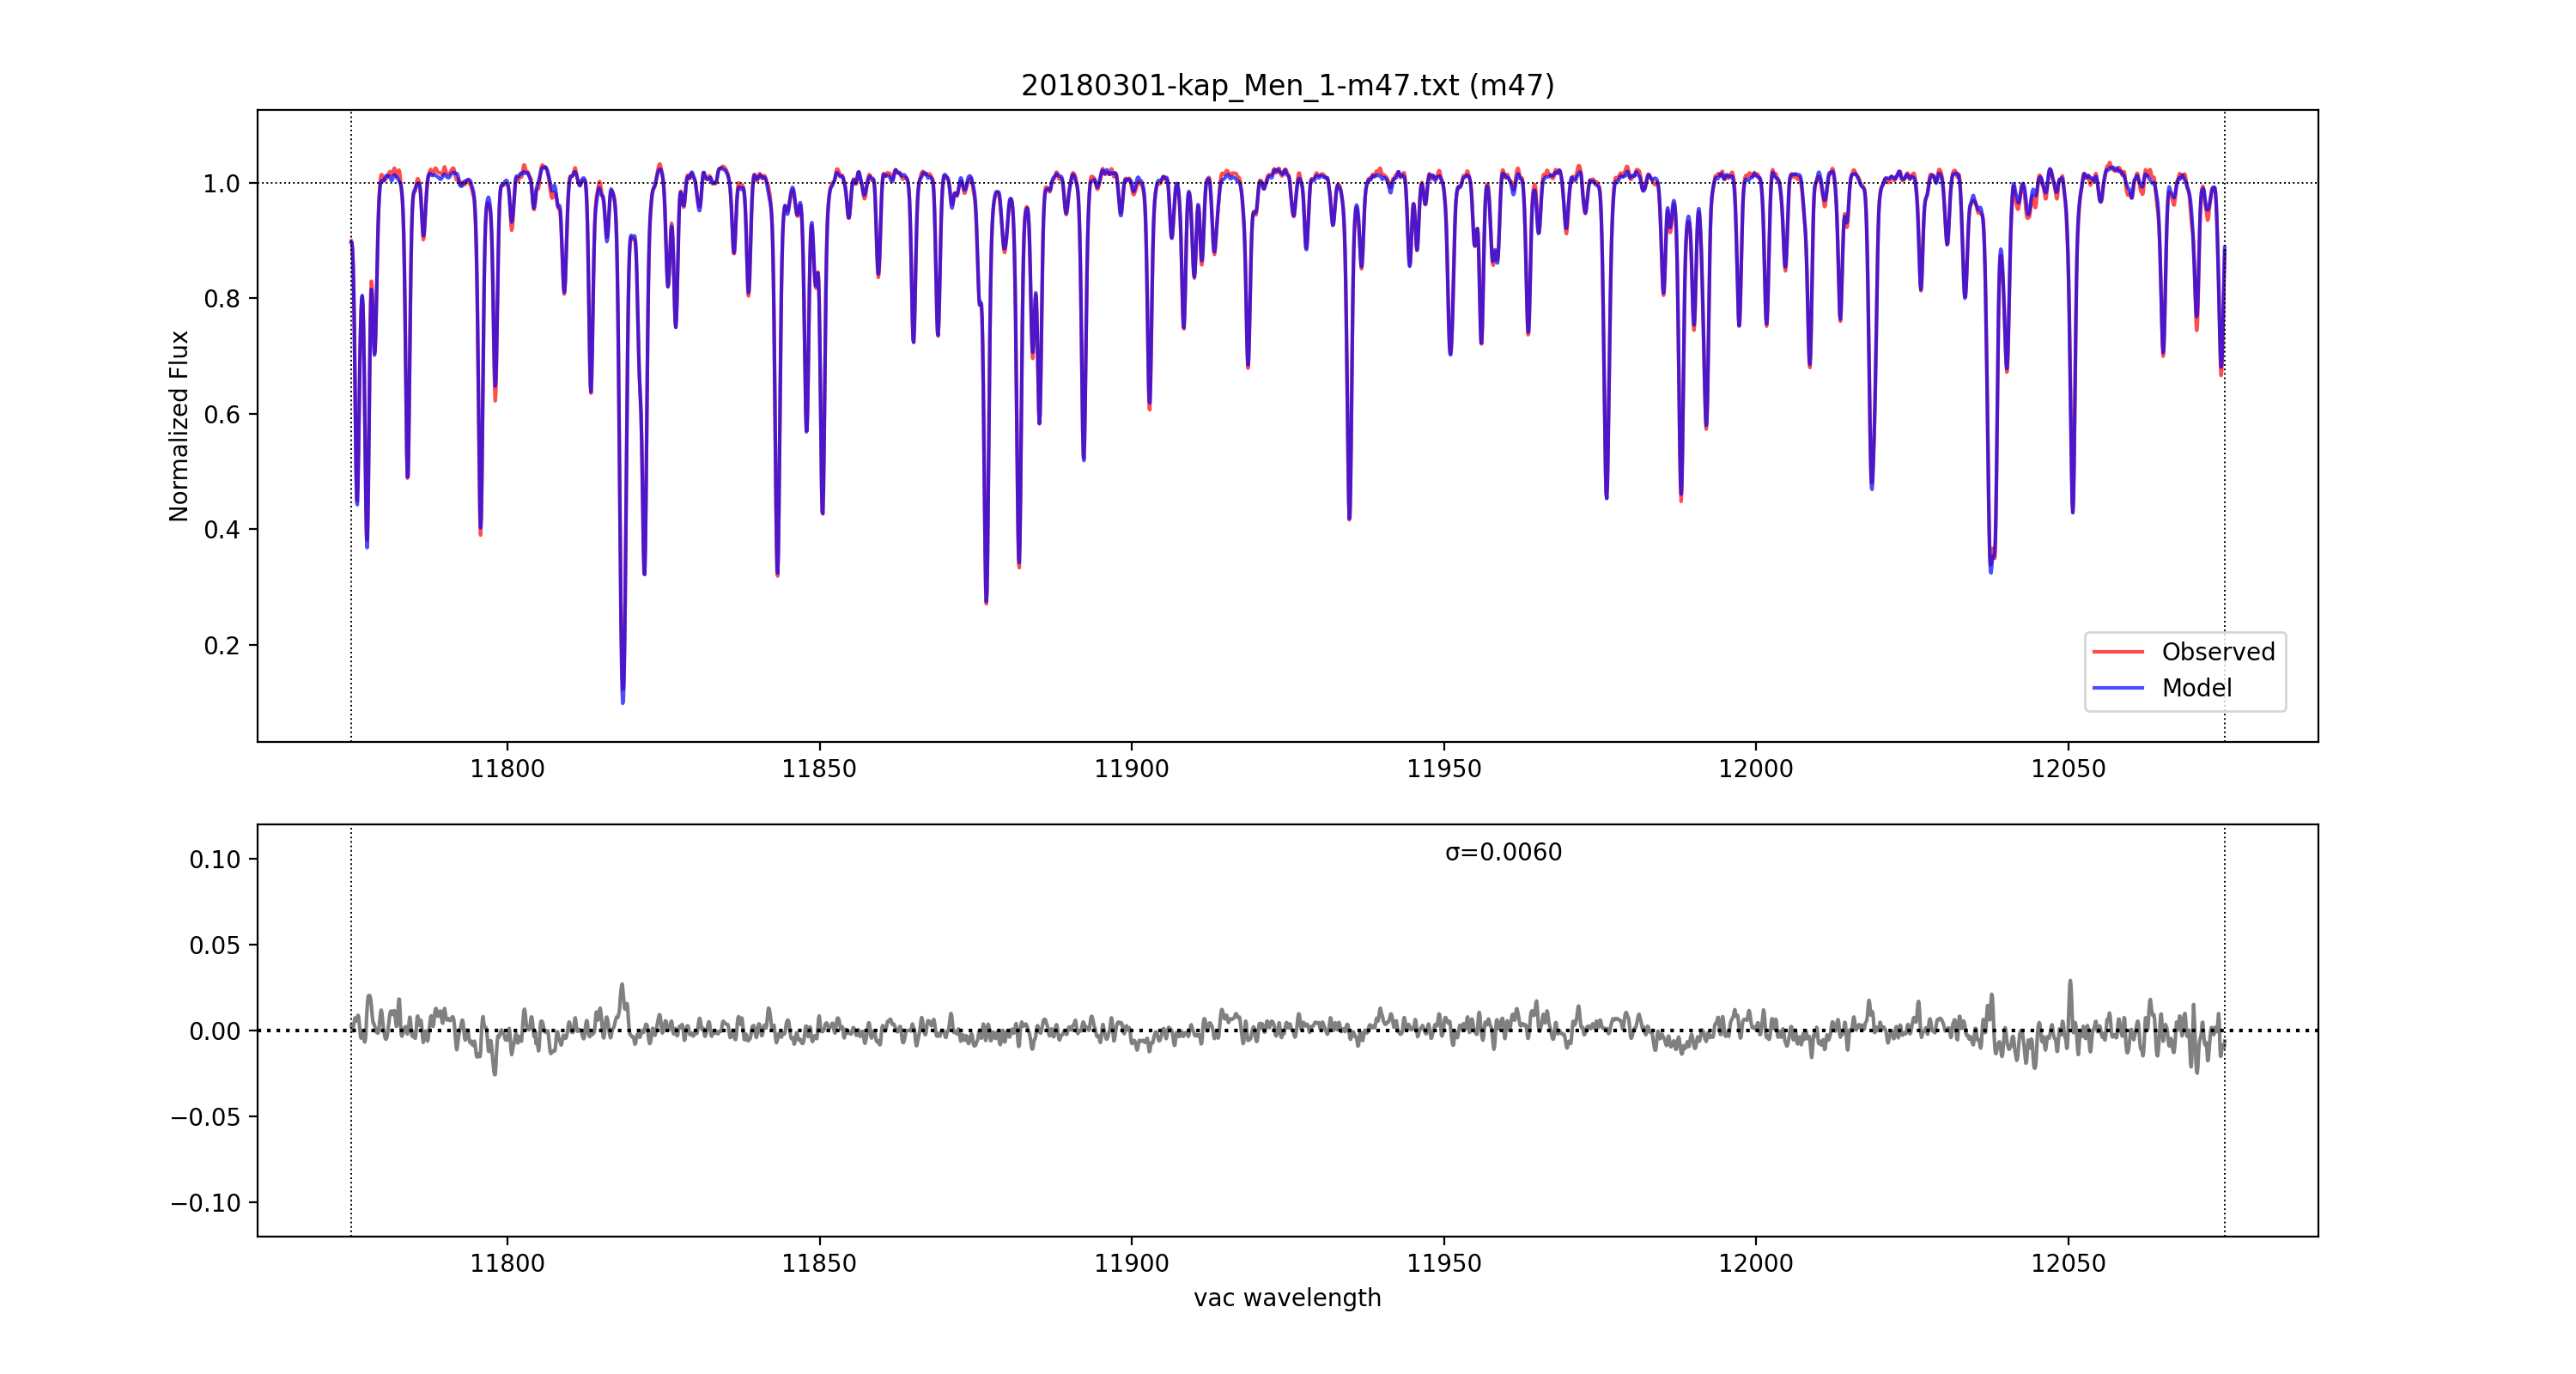 20180301-kap_Men_1-m47.txt (m47)
Normalized Flux
1.0
0.8
0.6
0.4
0.2
Observed
Model
11800 11850 11900 11950 12000 12050
σ=0.0060
0.10
0.05
0.00
−0.05
−0.10
11800 11850 11900 11950 12000 12050
vac wavelength